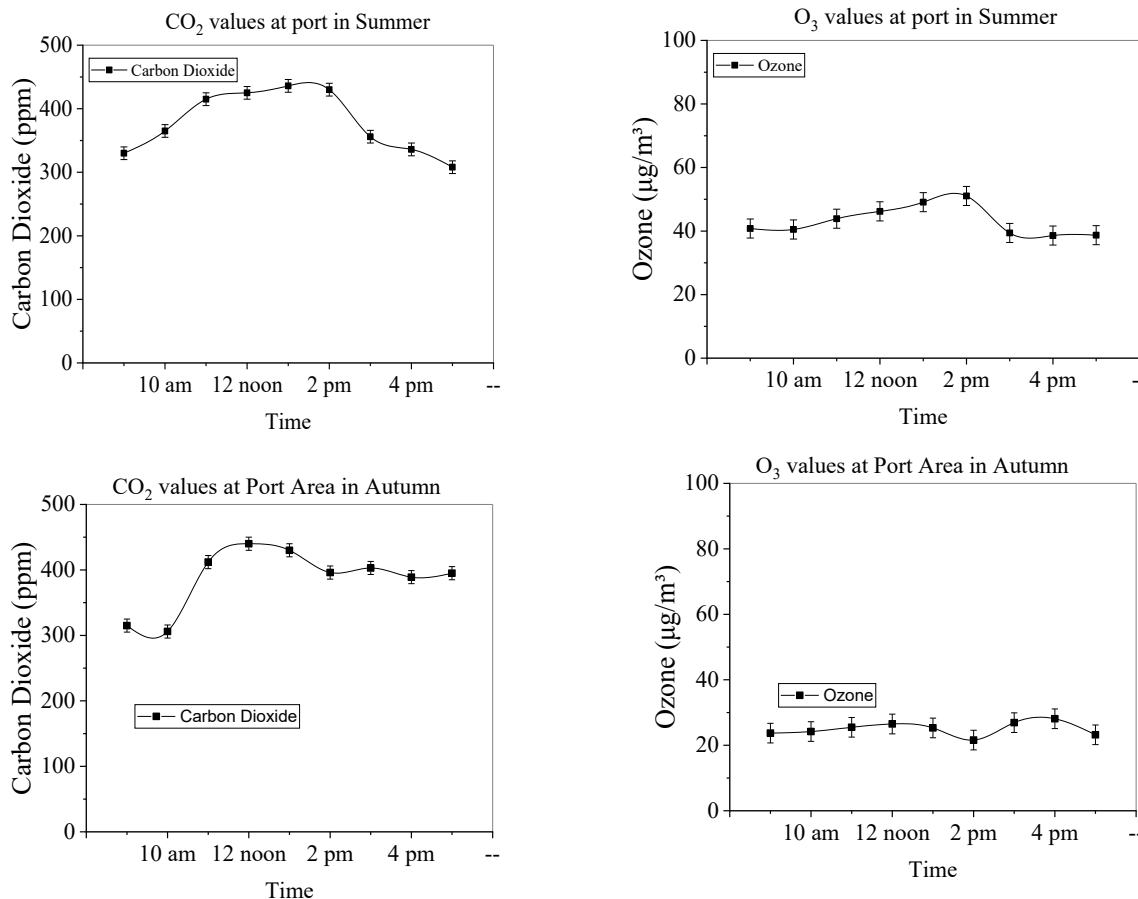 CO₂ values at port in Summer
500
400
300
200
100
0
Carbon Dioxide (ppm)
Carbon Dioxide
10 am 12 noon 2 pm 4 pm --
Time
O₃ values at port in Summer
100
80
60
40
20
0
Ozone (µg/m³)
Ozone
10 am 12 noon 2 pm 4 pm
Time
CO₂ values at Port Area in Autumn
500
400
300
200
100
0
Carbon Dioxide (ppm)
Carbon Dioxide
10 am 12 noon 2 pm 4 pm --
Time
O₃ values at Port Area in Autumn
100
80
60
40
20
0
Ozone (µg/m³)
Ozone
10 am 12 noon 2 pm 4 pm --
Time